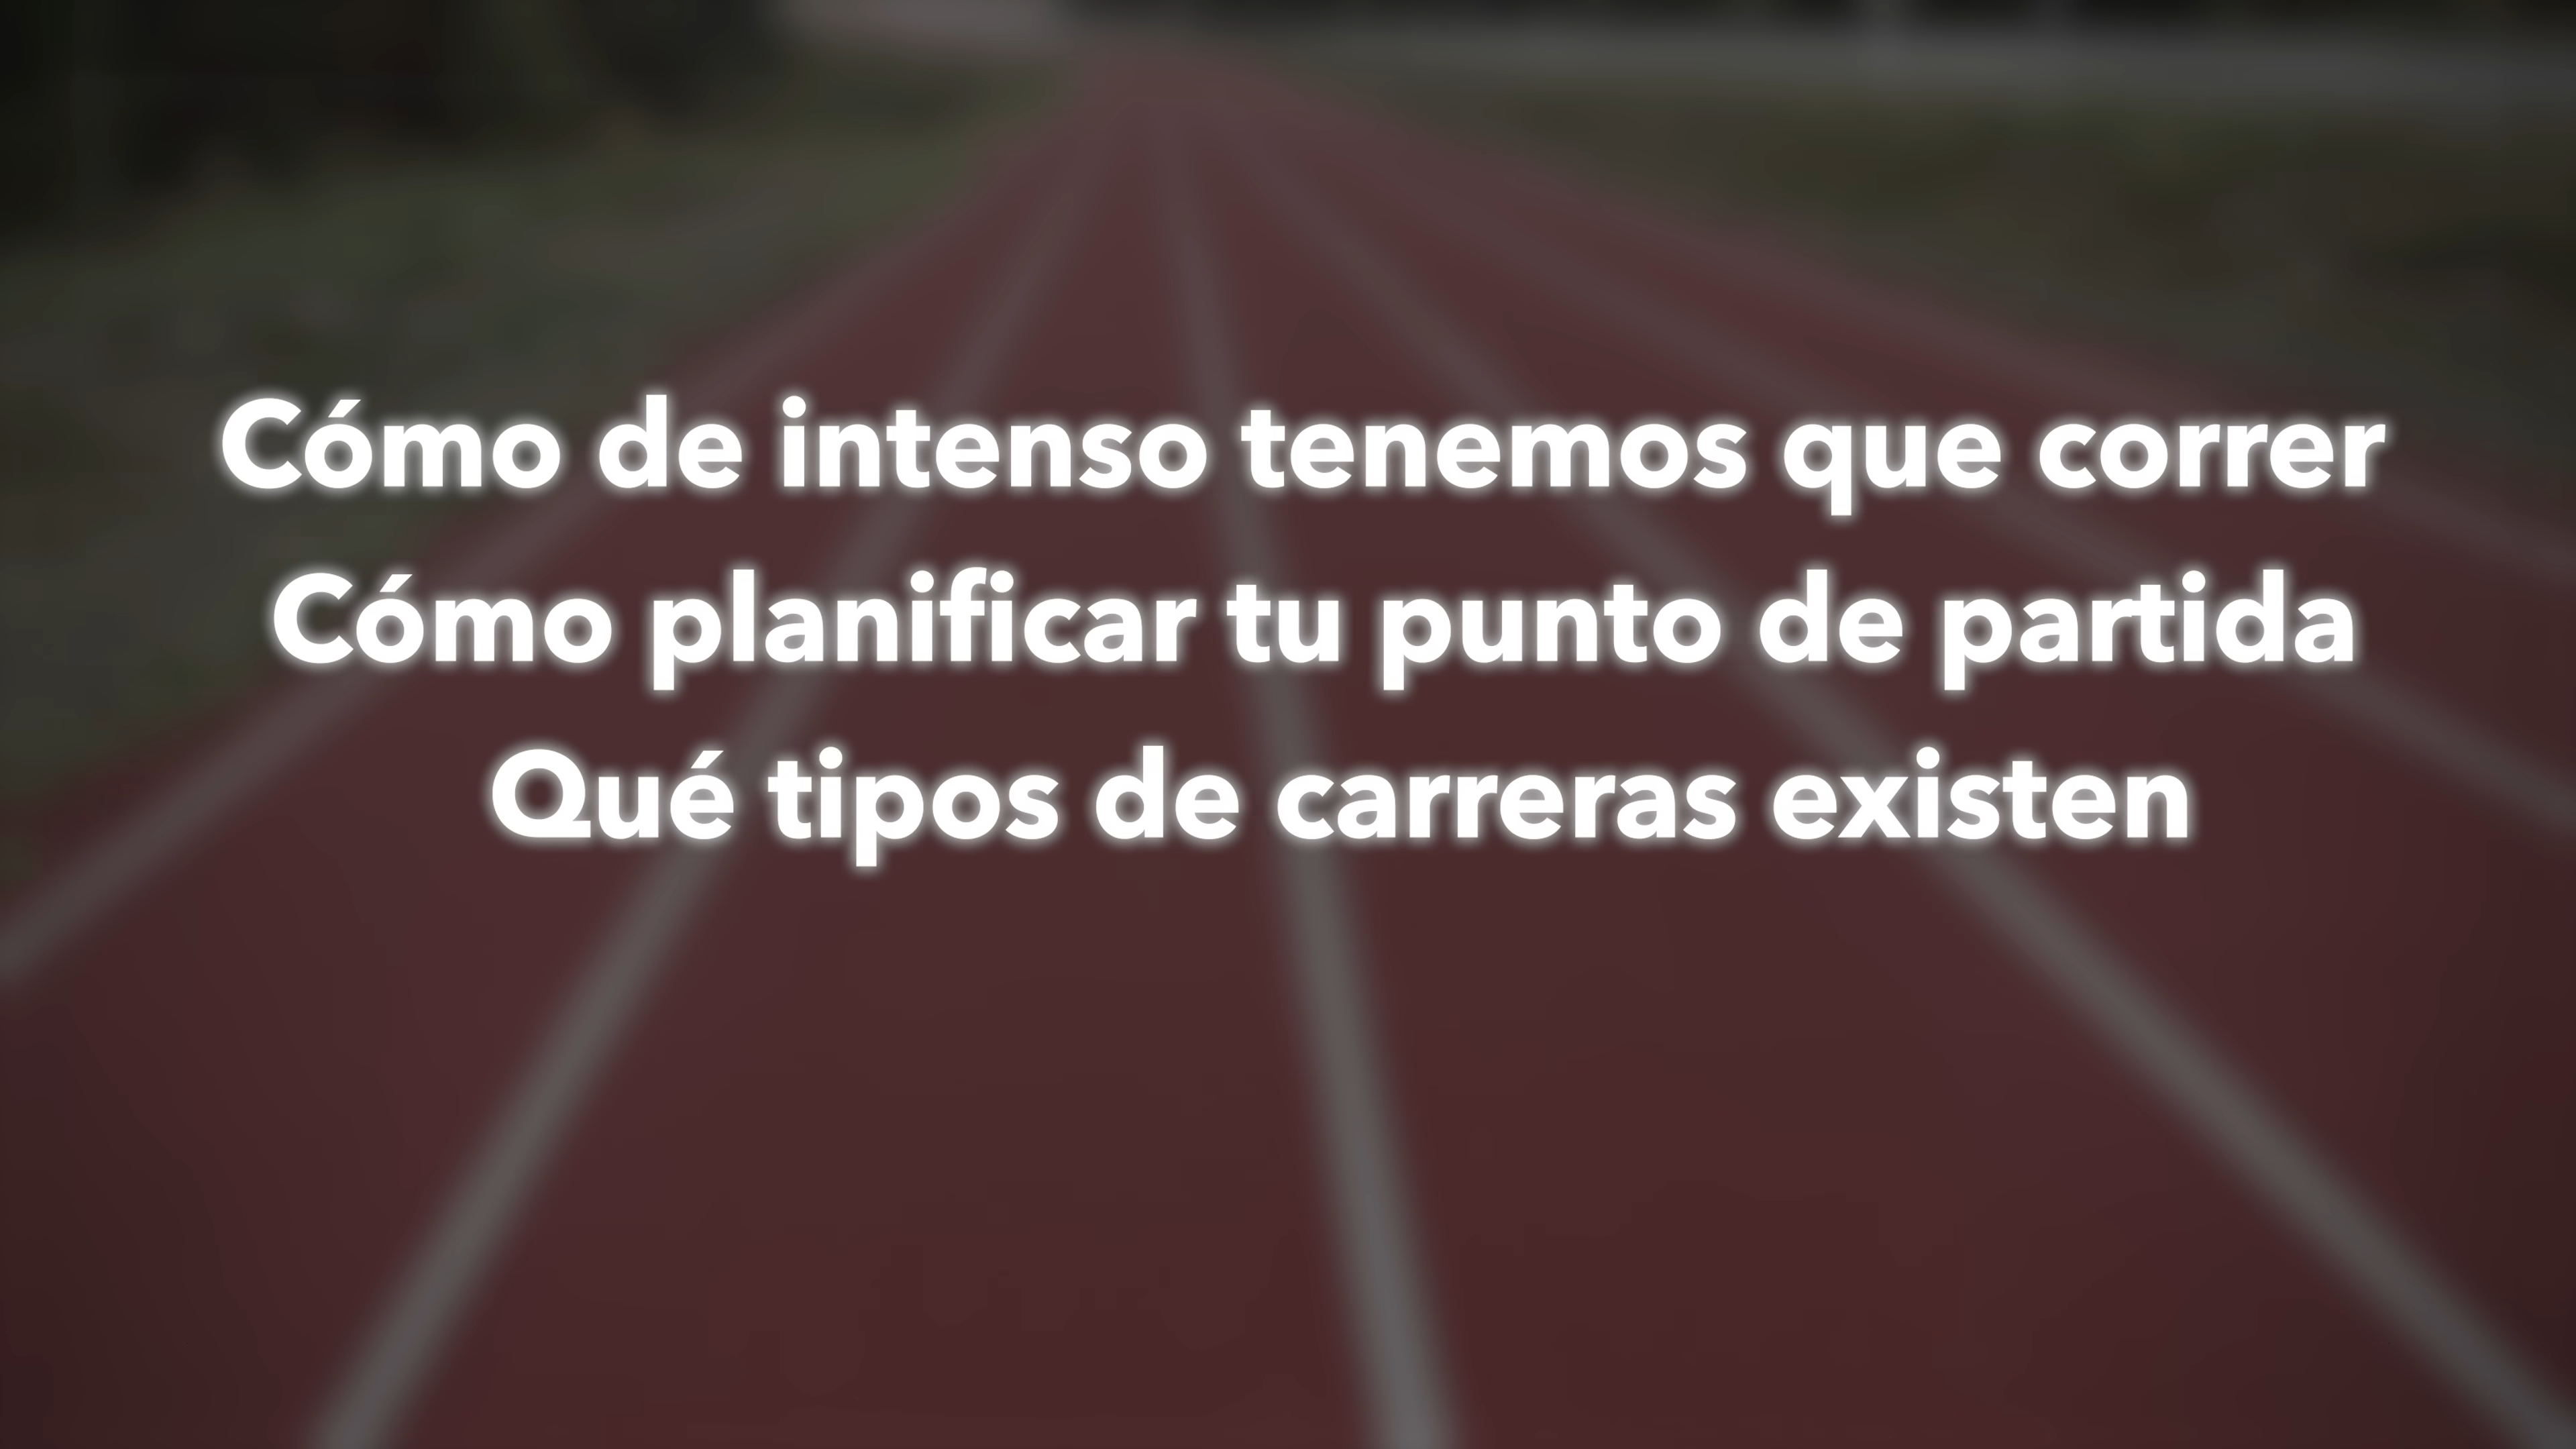 Cómo de intenso tenemos que correr
Cómo planificar tu punto de partida
Qué tipos de carreras existen